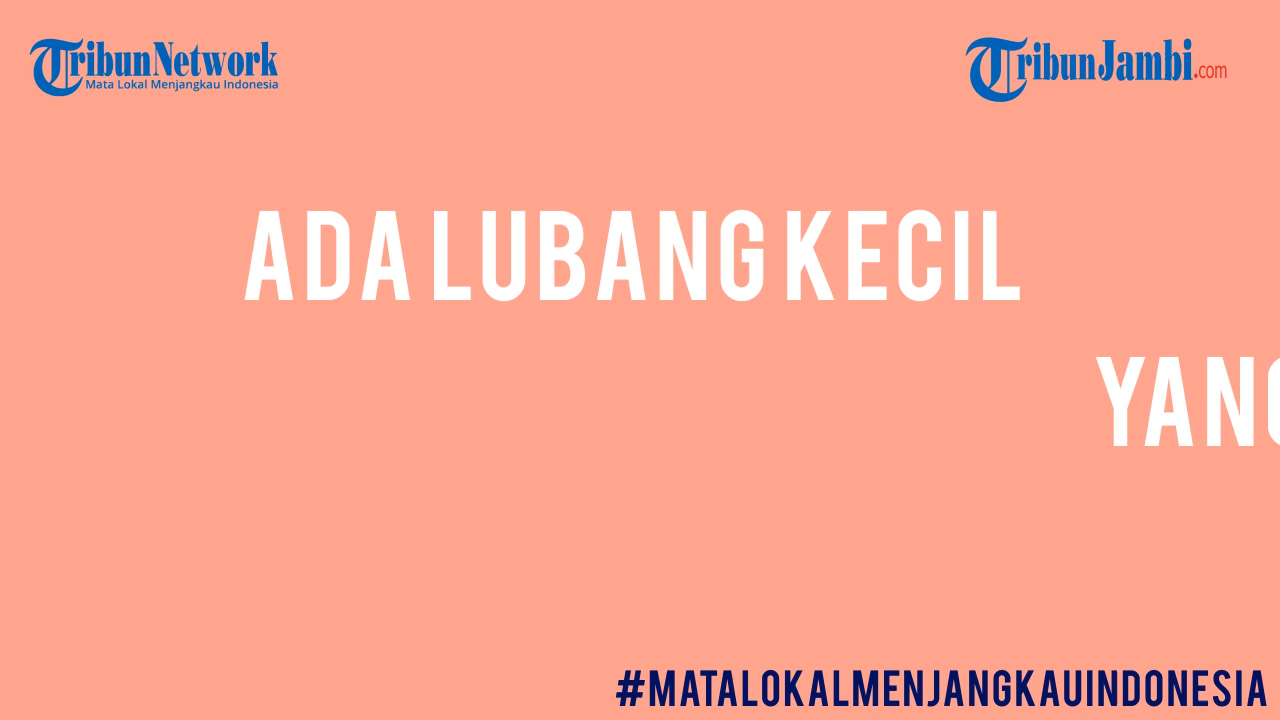 TribunNetwork
Mata Lokal Menjangkau Indonesia
TribunJambi.com
ADA LUBANG KECIL
#MATALOKALMENJANGKAUINDONESIA